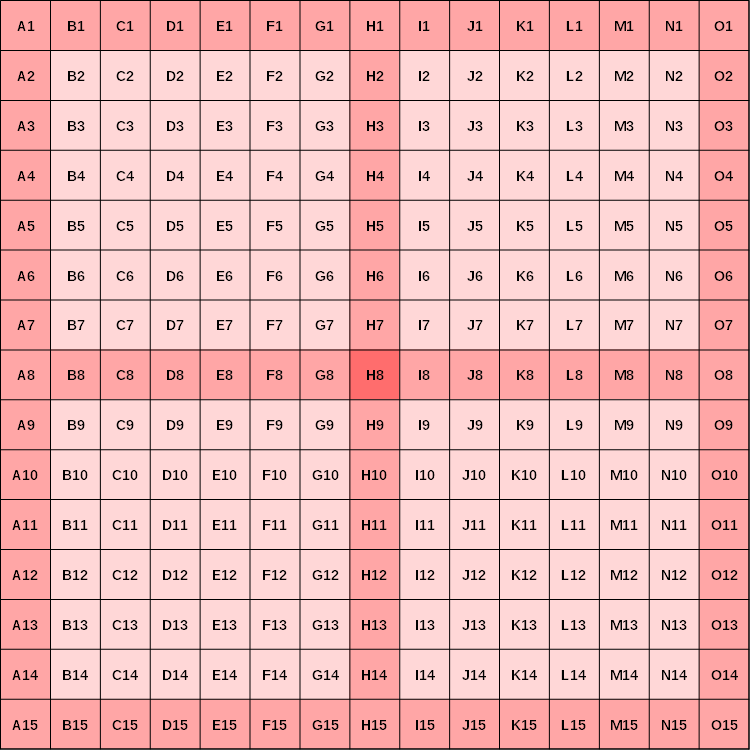 A1 B1 C1 D1 E1 F1 G1 H1 I1 J1 K1 L1 M1 N1 O1
A2 B2 C2 D2 E2 F2 G2 H2 I2 J2 K2 L2 M2 N2 O2
A3 B3 C3 D3 E3 F3 G3 H3 I3 J3 K3 L3 M3 N3 O3
A4 B4 C4 D4 E4 F4 G4 H4 I4 J4 K4 L4 M4 N4 O4
A5 B5 C5 D5 E5 F5 G5 H5 I5 J5 K5 L5 M5 N5 O5
A6 B6 C6 D6 E6 F6 G6 H6 I6 J6 K6 L6 M6 N6 O6
A7 B7 C7 D7 E7 F7 G7 H7 I7 J7 K7 L7 M7 N7 O7
A8 B8 C8 D8 E8 F8 G8 H8 I8 J8 K8 L8 M8 N8 O8
A9 B9 C9 D9 E9 F9 G9 H9 I9 J9 K9 L9 M9 N9 O9
A10 B10 C10 D10 E10 F10 G10 H10 I10 J10 K10 L10 M10 N10 O10
A11 B11 C11 D11 E11 F11 G11 H11 I11 J11 K11 L11 M11 N11 O11
A12 B12 C12 D12 E12 F12 G12 H12 I12 J12 K12 L12 M12 N12 O12
A13 B13 C13 D13 E13 F13 G13 H13 I13 J13 K13 L13 M13 N13 O13
A14 B14 C14 D14 E14 F14 G14 H14 I14 J14 K14 L14 M14 N14 O14
A15 B15 C15 D15 E15 F15 G15 H15 I15 J15 K15 L15 M15 N15 O15